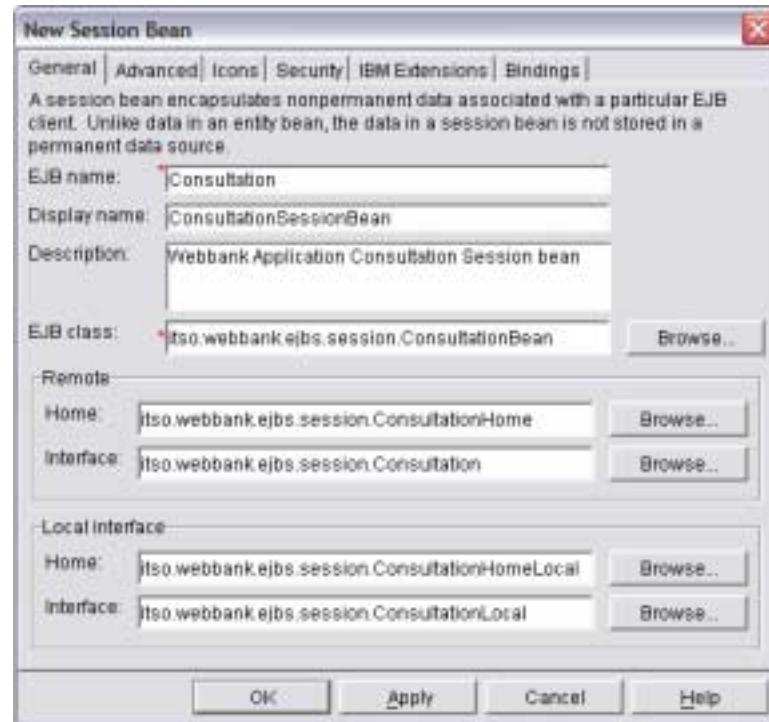 New Session Bean
General Advanced Icons Security IBM Extensions Bindings
A session bean encapsulates nonpermanent data associated with a particular EJB
client. Unlike data in an entity bean, the data in a session bean is not stored in a
permanent data source.
EJB name: * Consultation
Display name: ConsultationSessionBean
Description: Webbank Application Consultation Session bean
EJB class: * itso.webbank.ejbs.session.ConsultationBean Browse...
Remote
Home: itso.webbank.ejbs.session.ConsultationHome Browse...
Interface: itso.webbank.ejbs.session.Consultation Browse...
Local interface
Home: itso.webbank.ejbs.session.ConsultationHomeLocal Browse...
Interface: itso.webbank.ejbs.session.ConsultationLocal Browse...
OK Apply Cancel Help